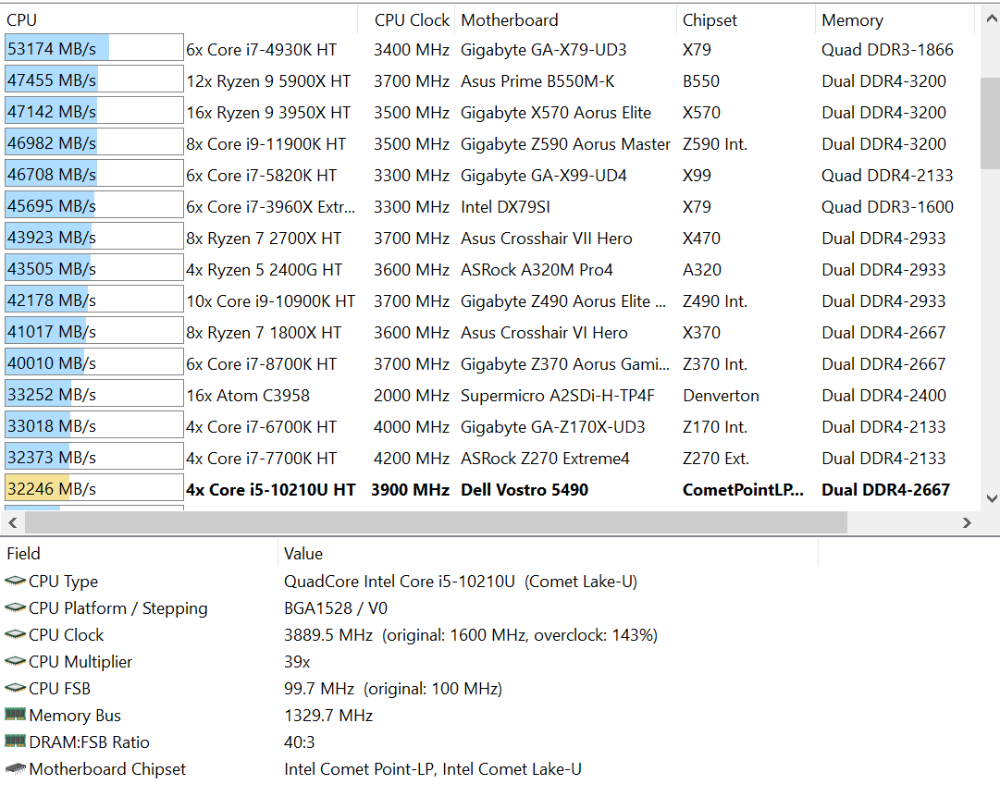 CPU CPU Clock Motherboard Chipset Memory
53174 MB/s 6x Core i7-4930K HT 3400 MHz Gigabyte GA-X79-UD3 X79 Quad DDR3-1866
47455 MB/s 12x Ryzen 9 5900X HT 3700 MHz Asus Prime B550M-K B550 Dual DDR4-3200
47142 MB/s 16x Ryzen 9 3950X HT 3500 MHz Gigabyte X570 Aorus Elite X570 Dual DDR4-3200
46982 MB/s 8x Core i9-11900K HT 3500 MHz Gigabyte Z590 Aorus Master Z590 Int. Dual DDR4-3200
46708 MB/s 6x Core i7-5820K HT 3300 MHz Gigabyte GA-X99-UD4 X99 Quad DDR4-2133
45695 MB/s 6x Core i7-3960X Extr... 3300 MHz Intel DX79SI X79 Quad DDR3-1600
43923 MB/s 8x Ryzen 7 2700X HT 3700 MHz Asus Crosshair VII Hero X470 Dual DDR4-2933
43505 MB/s 4x Ryzen 5 2400G HT 3600 MHz ASRock A320M Pro4 A320 Dual DDR4-2933
42178 MB/s 10x Core i9-10900K HT 3700 MHz Gigabyte Z490 Aorus Elite ... Z490 Int. Dual DDR4-2933
41017 MB/s 8x Ryzen 7 1800X HT 3600 MHz Asus Crosshair VI Hero X370 Dual DDR4-2667
40010 MB/s 6x Core i7-8700K HT 3700 MHz Gigabyte Z370 Aorus Gami... Z370 Int. Dual DDR4-2667
33252 MB/s 16x Atom C3958 2000 MHz Supermicro A2SDi-H-TP4F Denverton Dual DDR4-2400
33018 MB/s 4x Core i7-6700K HT 4000 MHz Gigabyte GA-Z170X-UD3 Z170 Int. Dual DDR4-2133
32373 MB/s 4x Core i7-7700K HT 4200 MHz ASRock Z270 Extreme4 Z270 Ext. Dual DDR4-2133
32246 MB/s 4x Core i5-10210U HT 3900 MHz Dell Vostro 5490 CometPointLP... Dual DDR4-2667
Field Value
CPU Type QuadCore Intel Core i5-10210U (Comet Lake-U)
CPU Platform / Stepping BGA1528 / V0
CPU Clock 3889.5 MHz (original: 1600 MHz, overclock: 143%)
CPU Multiplier 39x
CPU FSB 99.7 MHz (original: 100 MHz)
Memory Bus 1329.7 MHz
DRAM:FSB Ratio 40:3
Motherboard Chipset Intel Comet Point-LP, Intel Comet Lake-U